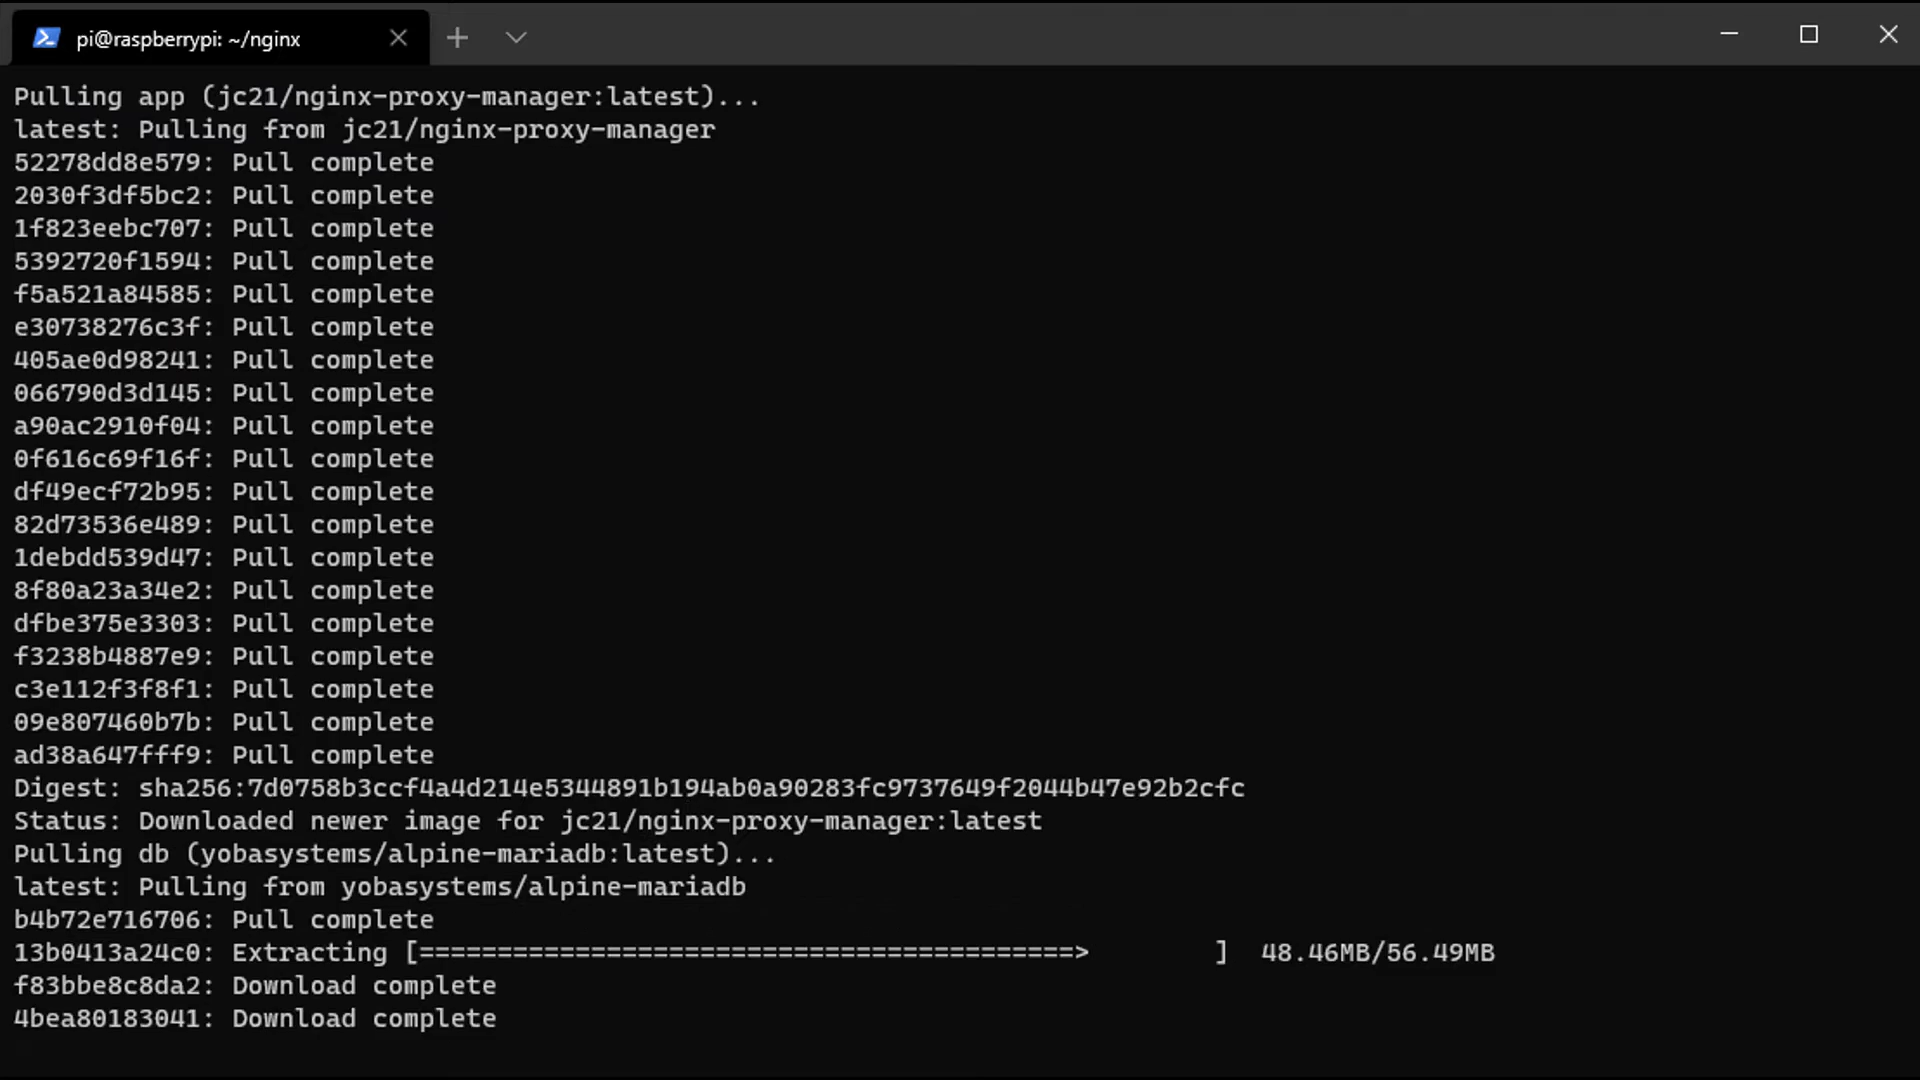 pi@raspberrypi: ~/nginx
Pulling app (jc21/nginx-proxy-manager:latest)...
latest: Pulling from jc21/nginx-proxy-manager
52278dd8e579: Pull complete
2030f3df5bc2: Pull complete
1f823eebc707: Pull complete
5392720f1594: Pull complete
f5a521a84585: Pull complete
e30738276c3f: Pull complete
405ae0d98241: Pull complete
066790d3d145: Pull complete
a90ac2910f04: Pull complete
0f616c69f16f: Pull complete
df49ecf72b95: Pull complete
82d73536e489: Pull complete
1debdd539d47: Pull complete
8f80a23a34e2: Pull complete
dfbe375e3303: Pull complete
f3238b4887e9: Pull complete
c3e112f3f8f1: Pull complete
09e807460b7b: Pull complete
ad38a647fff9: Pull complete
Digest: sha256:7d0758b3ccf4a4d214e5344891b194ab0a90283fc9737649f2044b47e92b2cfc
Status: Downloaded newer image for jc21/nginx-proxy-manager:latest
Pulling db (yobasystems/alpine-mariadb:latest)...
latest: Pulling from yobasystems/alpine-mariadb
b4b72e716706: Pull complete
13b0413a24c0: Extracting [==========================================>        ]  48.46MB/56.49MB
f83bbe8c8da2: Download complete
4bea80183041: Download complete